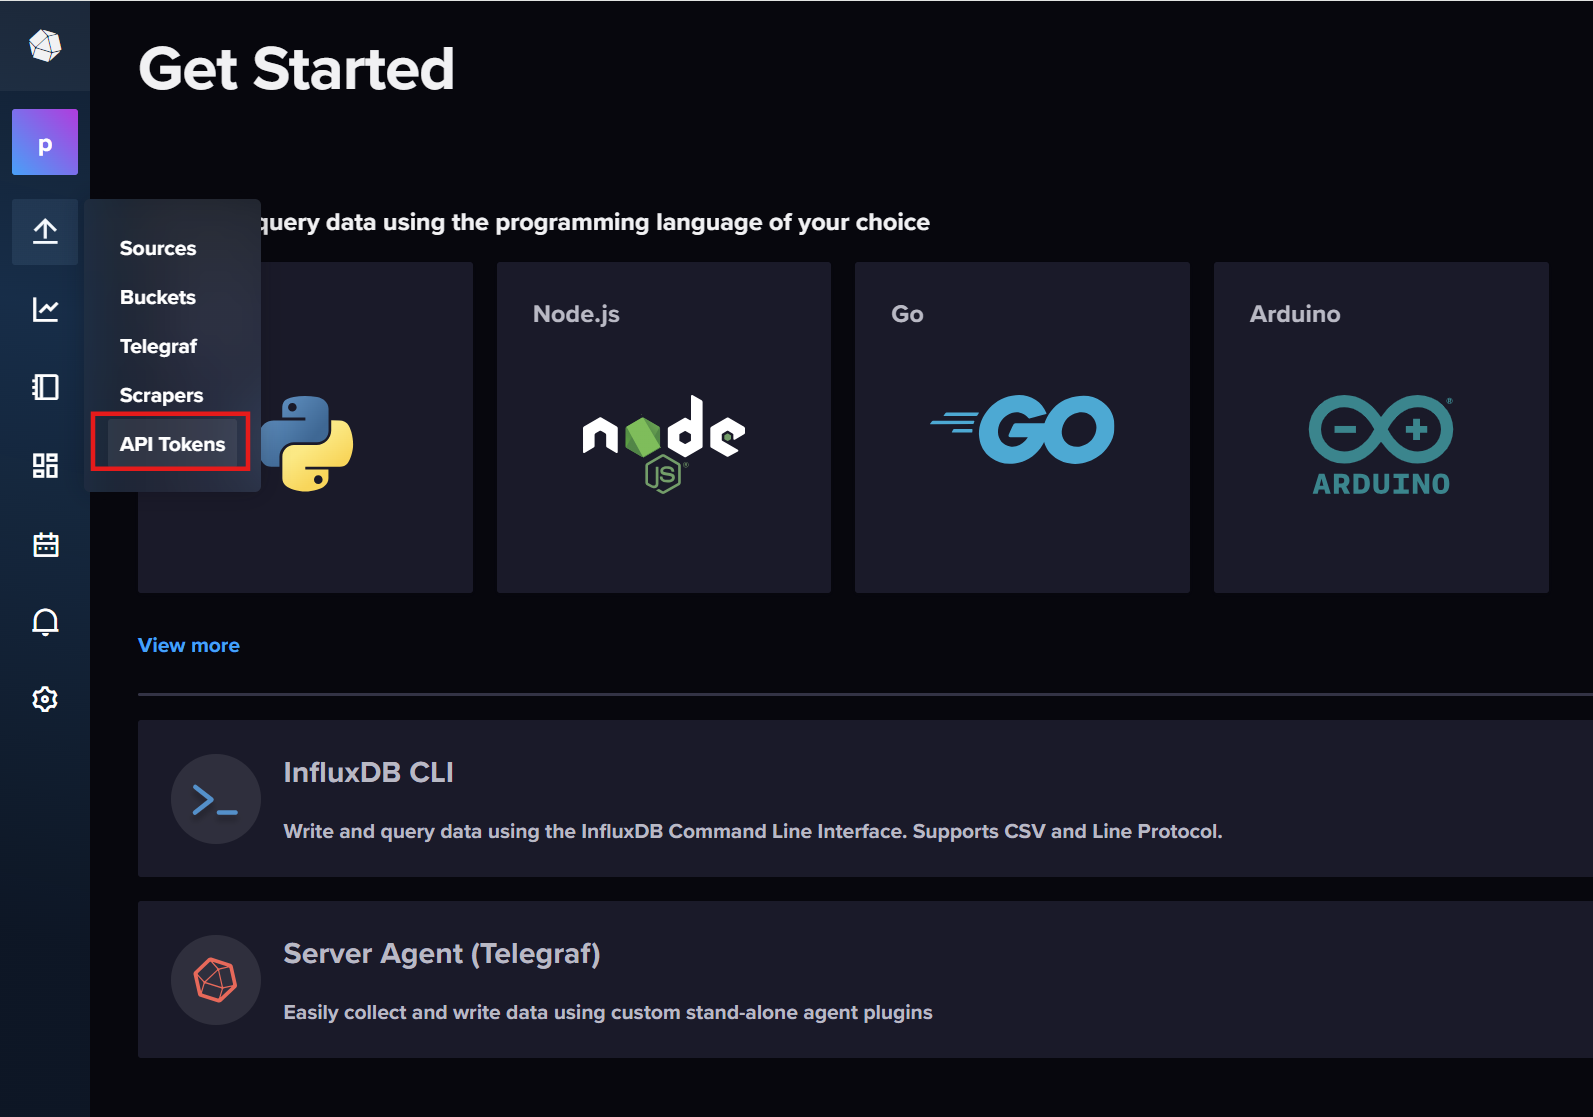 Get Started
p
query data using the programming language of your choice
Sources
Buckets
Telegraf
Scrapers
API Tokens
Node.js
Go
Arduino
node
JS
GO
ARDUINO
View more
InfluxDB CLI
Write and query data using the InfluxDB Command Line Interface. Supports CSV and Line Protocol.
Server Agent (Telegraf)
Easily collect and write data using custom stand-alone agent plugins